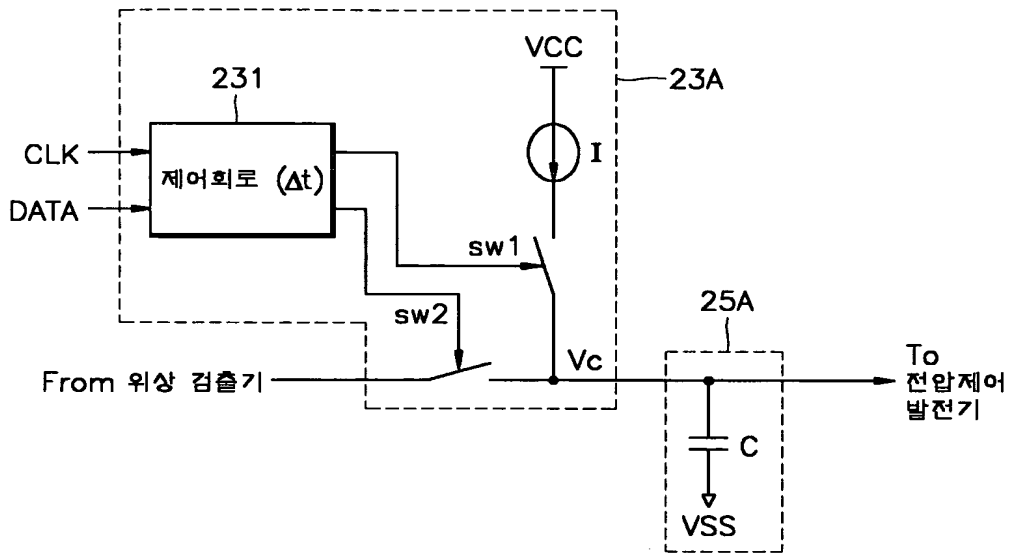 VCC
231
23A
CLK
제어회로 (Δt)
I
DATA
sw1
25A
sw2
Vc
To
전압제어
발전기
From 위상 검출기
C
VSS